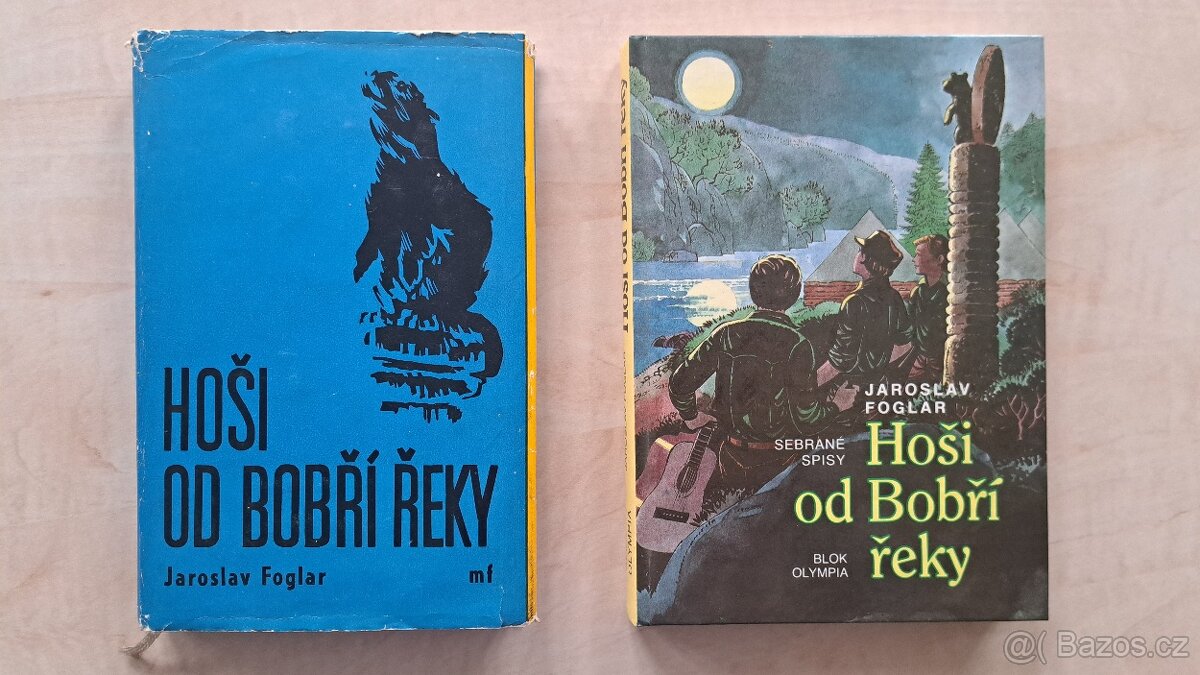 HOŠI
OD BOBŘÍ ŘEKY
Jaroslav Foglar
mf
Hoši od Bobří řeky
OLYMPIA
JAROSLAV
FOGLAR
SEBRANÉ
SPISY
Hoši
od Bobří
řeky
BLOK
OLYMPIA
@( Bazos.cz